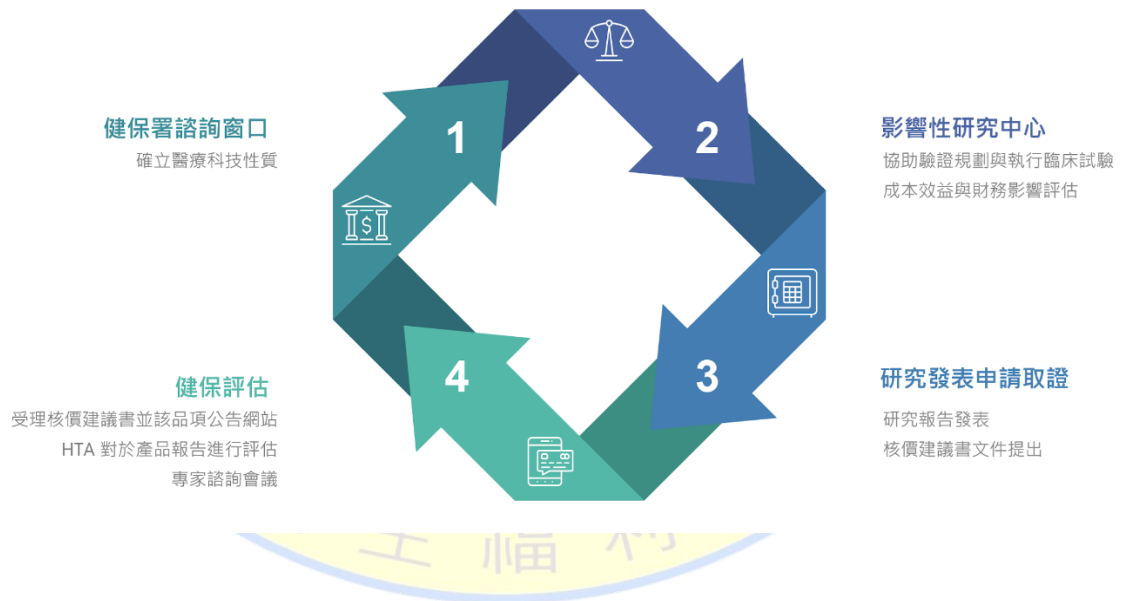 1
健保署諮詢窗口
確立醫療科技性質
2
影響性研究中心
協助驗證規劃與執行臨床試驗
成本效益與財務影響評估
3
研究發表申請取證
研究報告發表
核價建議書文件提出
4
健保評估
受理核價建議書並該品項公告網站
HTA 對於產品報告進行評估
專家諮詢會議
$
福